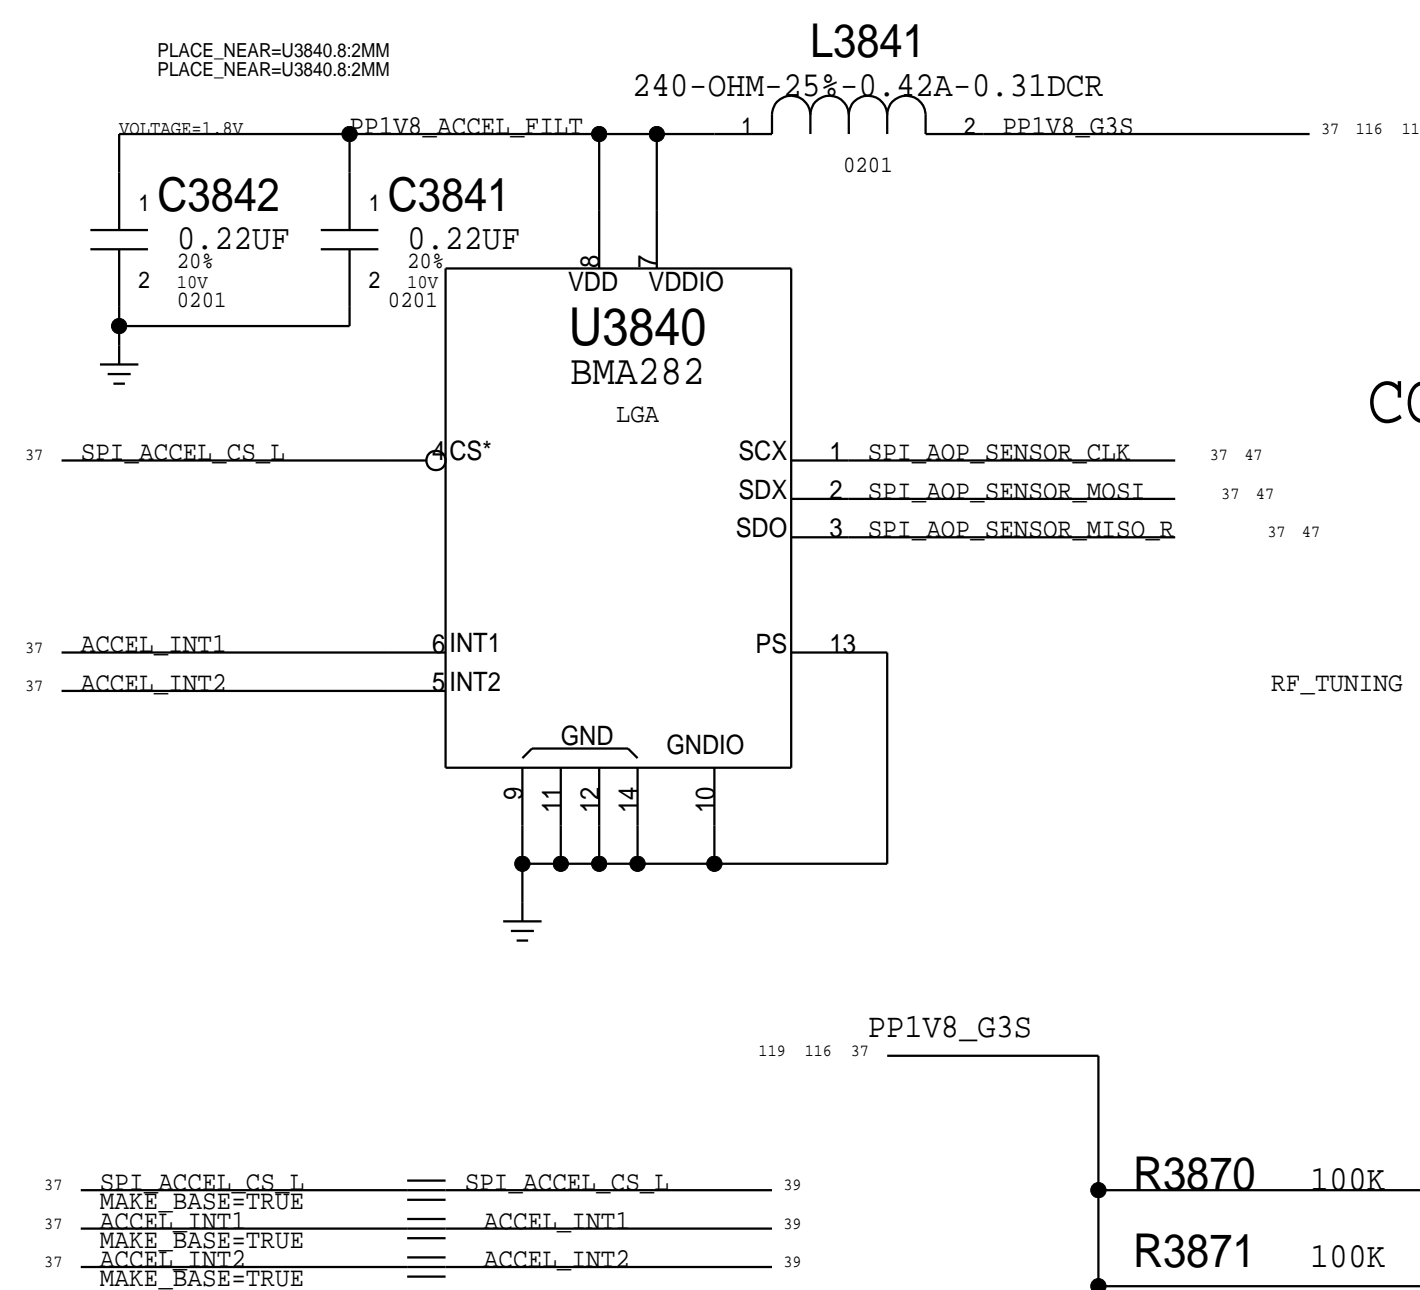 PLACE_NEAR=U3840.8:2MM
PLACE_NEAR=U3840.8:2MM
L3841
240-OHM-25%-0.42A-0.31DCR
VOLTAGE=1.8V
PP1V8_ACCEL_FILT
1
2 PP1V8_G3S
37 116 11
0201
1 C3842
0.22UF
20%
2 10V
0201
1 C3841
0.22UF
20%
2 10V
0201
8 7
VDD VDDIO
U3840
BMA282
LGA
37 SPI_ACCEL_CS_L 4 CS*
SCX 1 SPI_AOP_SENSOR_CLK 37 47
SDX 2 SPI_AOP_SENSOR_MOSI 37 47
SDO 3 SPI_AOP_SENSOR_MISO_R 37 47
37 ACCEL_INT1 6 INT1
PS 13
37 ACCEL_INT2 5 INT2
RF_TUNING
GND GNDIO
9 11 12 14 10
PP1V8_G3S
119 116 37
37 SPI_ACCEL_CS_L SPI_ACCEL_CS_L 39
MAKE_BASE=TRUE
37 ACCEL_INT1 ACCEL_INT1 39
MAKE_BASE=TRUE
37 ACCEL_INT2 ACCEL_INT2 39
MAKE_BASE=TRUE
R3870 100K
R3871 100K